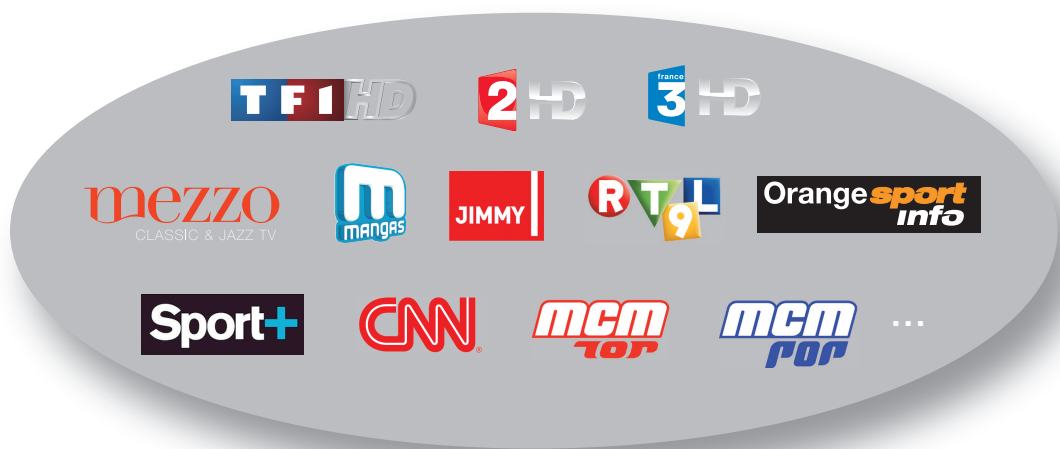 TF1 HD
2 HD
france
3 HD
mezzo
CLASSIC & JAZZ TV
m
MANGAS
JIMMY
RTL9
Orange sport
info
Sport+
CNN
mcm
TOP
mcm
POP
...